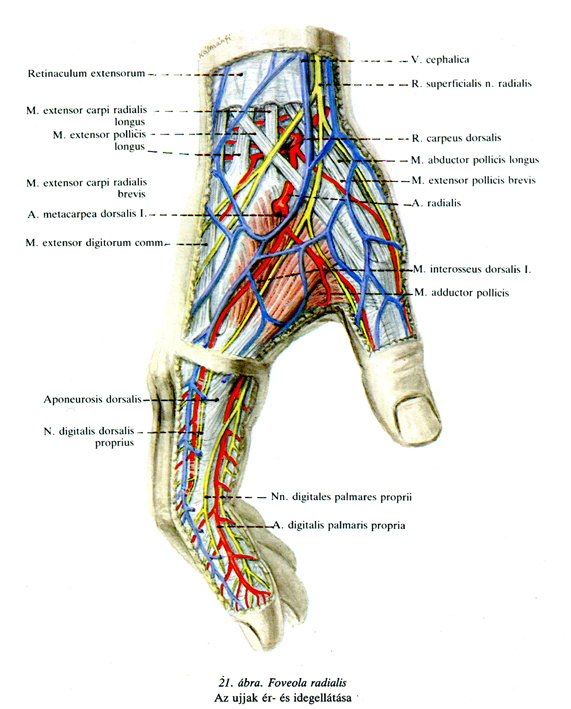 Retinaculum extensorum
M. extensor carpi radialis
longus
M. extensor pollicis
longus
M. extensor carpi radialis
brevis
A. metacarpea dorsalis I.
M. extensor digitorum comm.
Aponeurosis dorsalis
N. digitalis dorsalis
proprius
V. cephalica
R. superficialis n. radialis
R. carpeus dorsalis
M. abductor pollicis longus
M. extensor pollicis brevis
A. radialis
M. interosseus dorsalis I.
M. adductor pollicis
Nn. digitales palmares proprii
A. digitalis palmaris propria
21. ábra. Foveola radialis
Az ujjak ér- és idegellátása